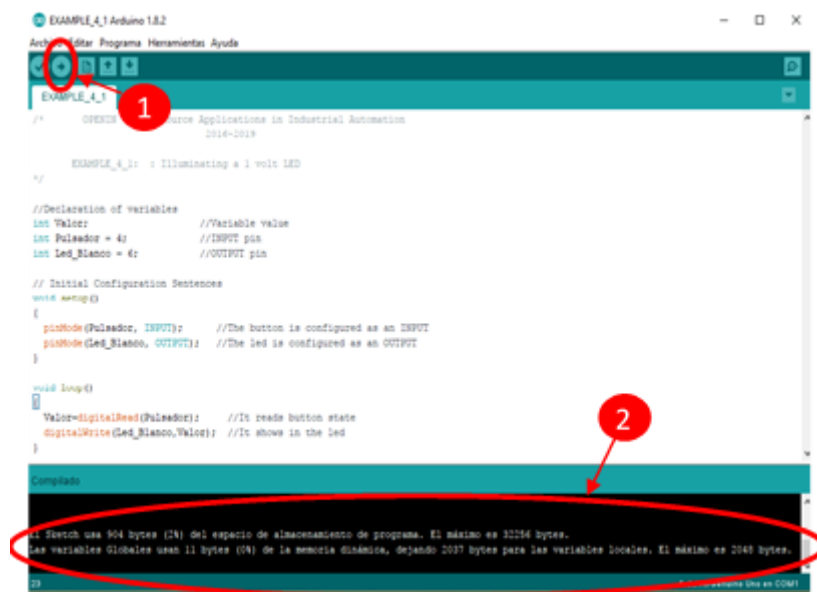 EXAMPLE_4_1 Arduino 1.8.2
Archivo Editar Programa Herramientas Ayuda
1
EXAMPLE_4_1
/* OPENIN urce Applications in Industrial Automation
2016-2019
EXAMPLE_4_1: : Illuminating a 1 volt LED
*/
//Declaration of variables
int Valor; //Variable value
int Pulsador = 4; //INPUT pin
int Led_Blanco = 6; //OUTPUT pin
// Initial Configuration Sentences
void setup()
{
pinMode(Pulsador, INPUT); //The button is configured as an INPUT
pinMode(Led_Blanco, OUTPUT); //The led is configured as an OUTPUT
}
void loop()
{
Valor=digitalRead(Pulsador); //It reads button state
digitalWrite(Led_Blanco,Valor); //It shows in the led
}
2
Compilado
El Sketch usa 904 bytes (2%) del espacio de almacenamiento de programa. El máximo es 32256 bytes.
Las variables Globales usan 11 bytes (0%) de la memoria dinámica, dejando 2037 bytes para las variables locales. El máximo es 2048 bytes.
23
Uno en COM1